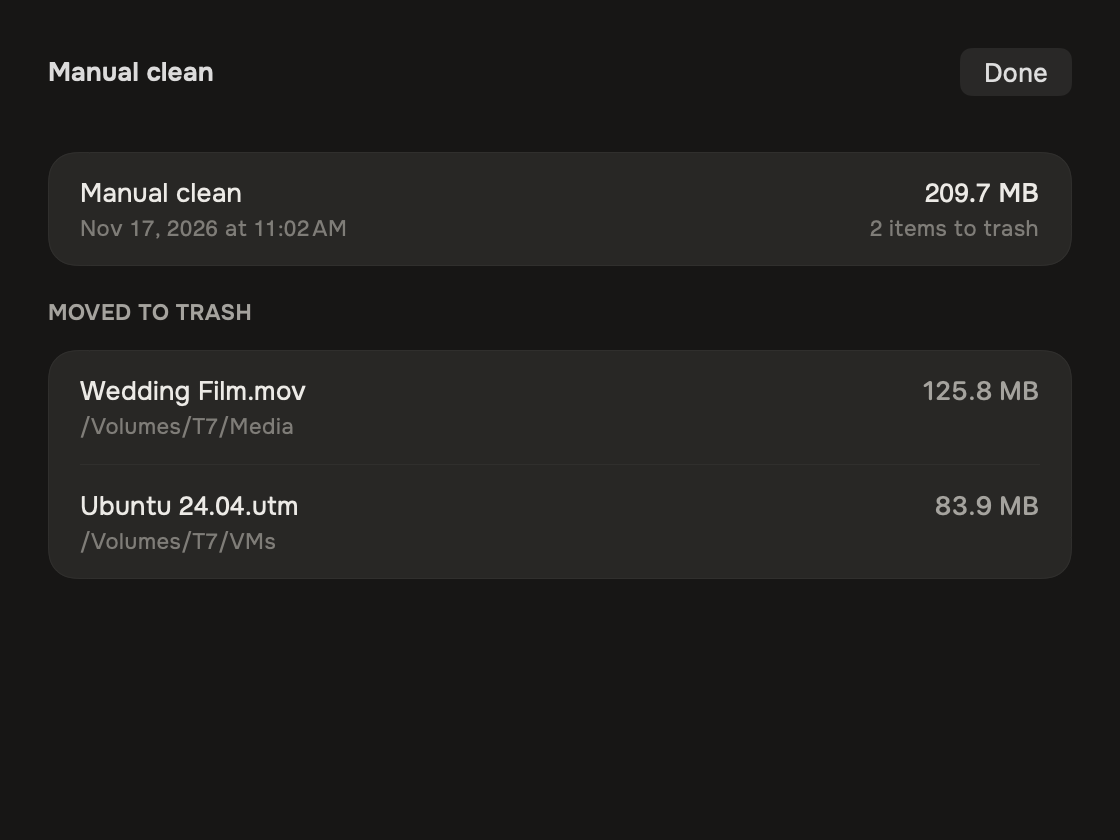 Manual clean
Done
Manual clean
209.7 MB
Nov 17, 2026 at 11:02 AM
2 items to trash
MOVED TO TRASH
Wedding Film.mov
125.8 MB
/Volumes/T7/Media
Ubuntu 24.04.utm
83.9 MB
/Volumes/T7/VMs